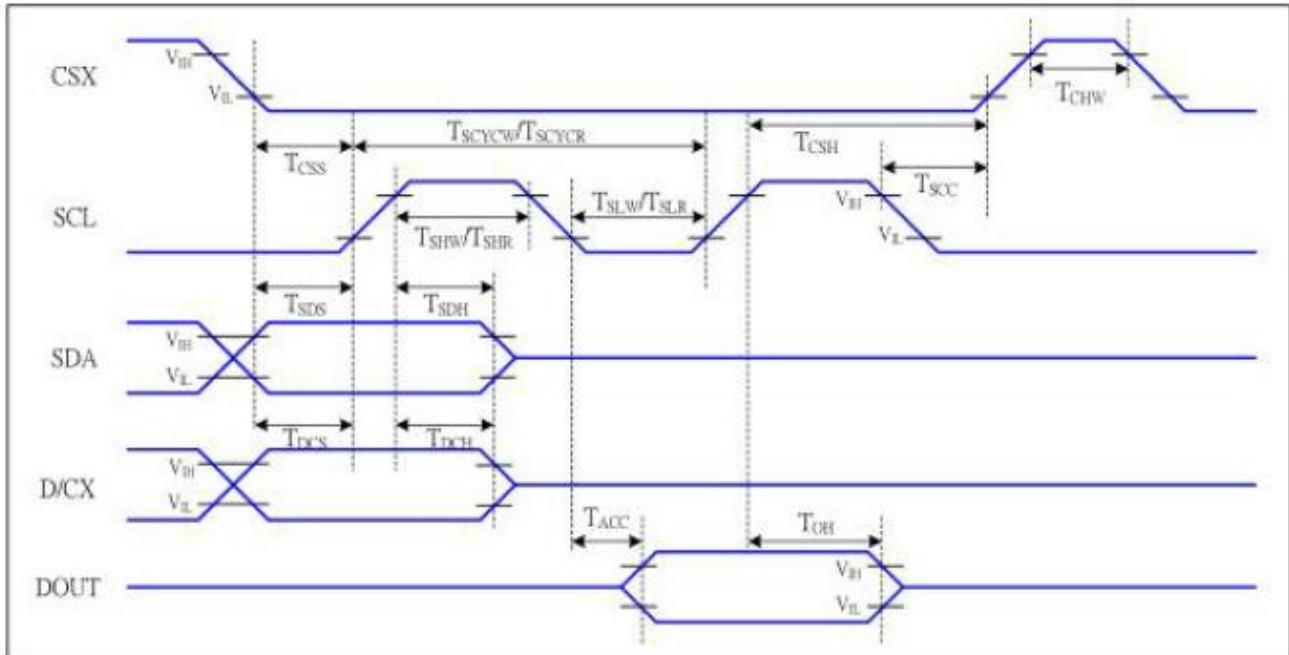 CSX
VIH
VIL
TCHW
TSCYCW/TSCYCR
TCSH
TCSS
TSCC
SCL
TSLW/TSLR
VIH
TSHW/TSHR
VIL
TSDS
TSDH
SDA
VIH
VIL
TDCS
TDCH
D/CX
VIH
VIL
TACC
TOH
DOUT
VIH
VIL